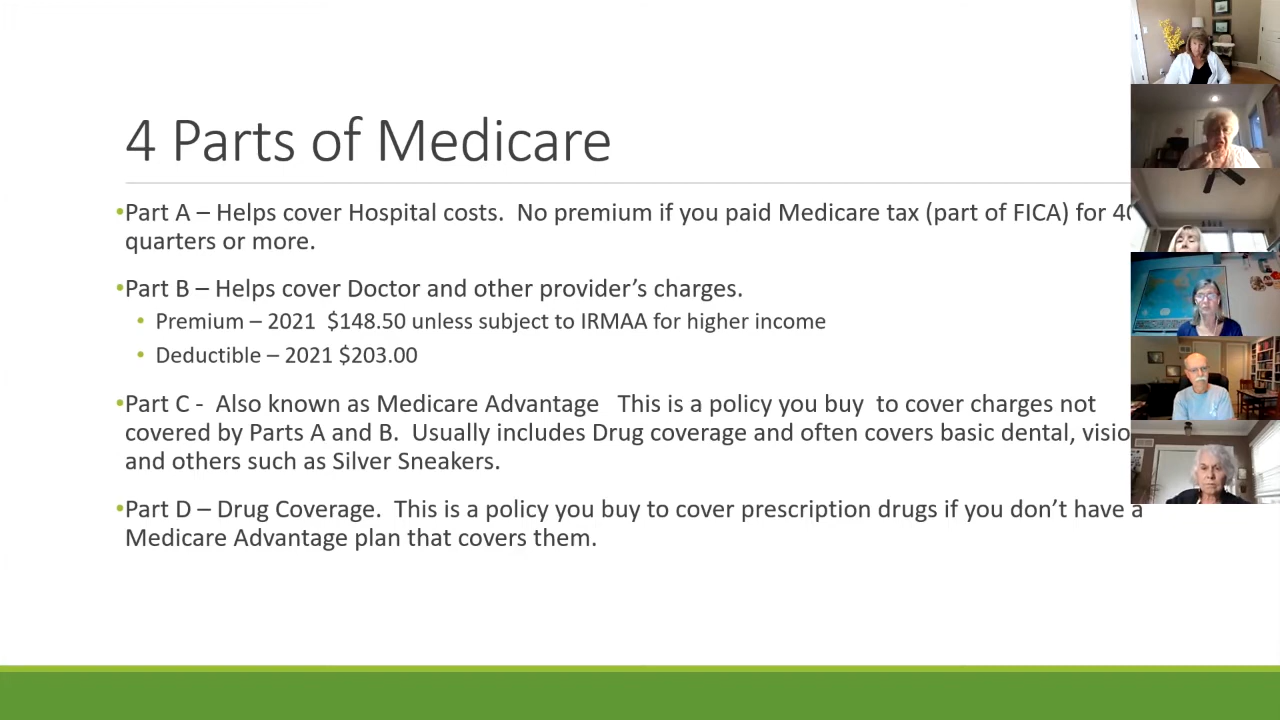 4 Parts of Medicare
•Part A – Helps cover Hospital costs.  No premium if you paid Medicare tax (part of FICA) for 40
quarters or more.
•Part B – Helps cover Doctor and other provider’s charges.
• Premium – 2021  $148.50 unless subject to IRMAA for higher income
• Deductible – 2021 $203.00
•Part C -  Also known as Medicare Advantage   This is a policy you buy  to cover charges not
covered by Parts A and B.  Usually includes Drug coverage and often covers basic dental, visio
and others such as Silver Sneakers.
•Part D – Drug Coverage.  This is a policy you buy to cover prescription drugs if you don’t have a
Medicare Advantage plan that covers them.